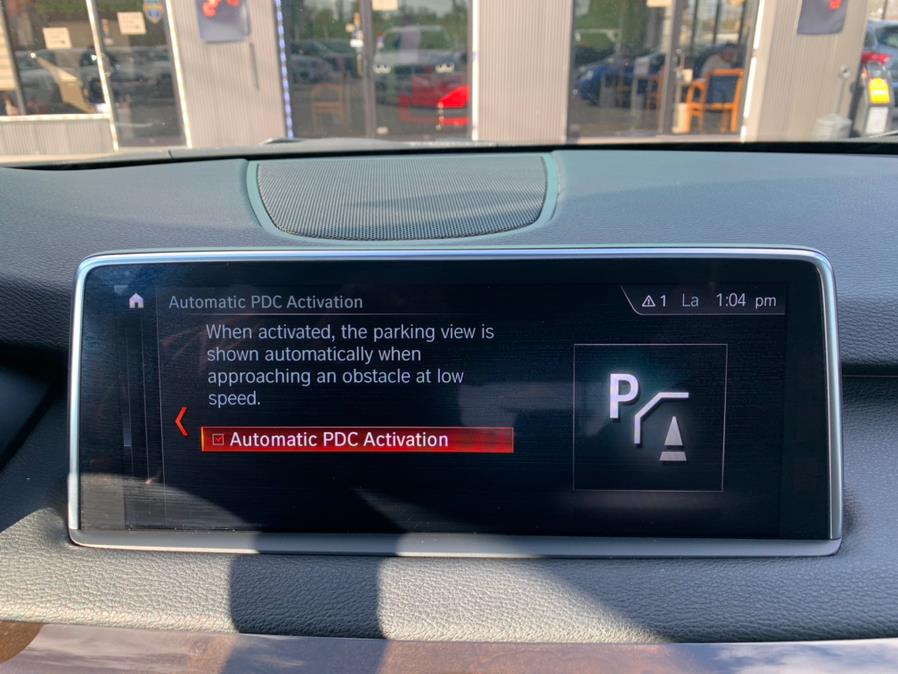 Automatic PDC Activation
1 La 1:04 pm
When activated, the parking view is
shown automatically when
approaching an obstacle at low
speed.
Automatic PDC Activation
P